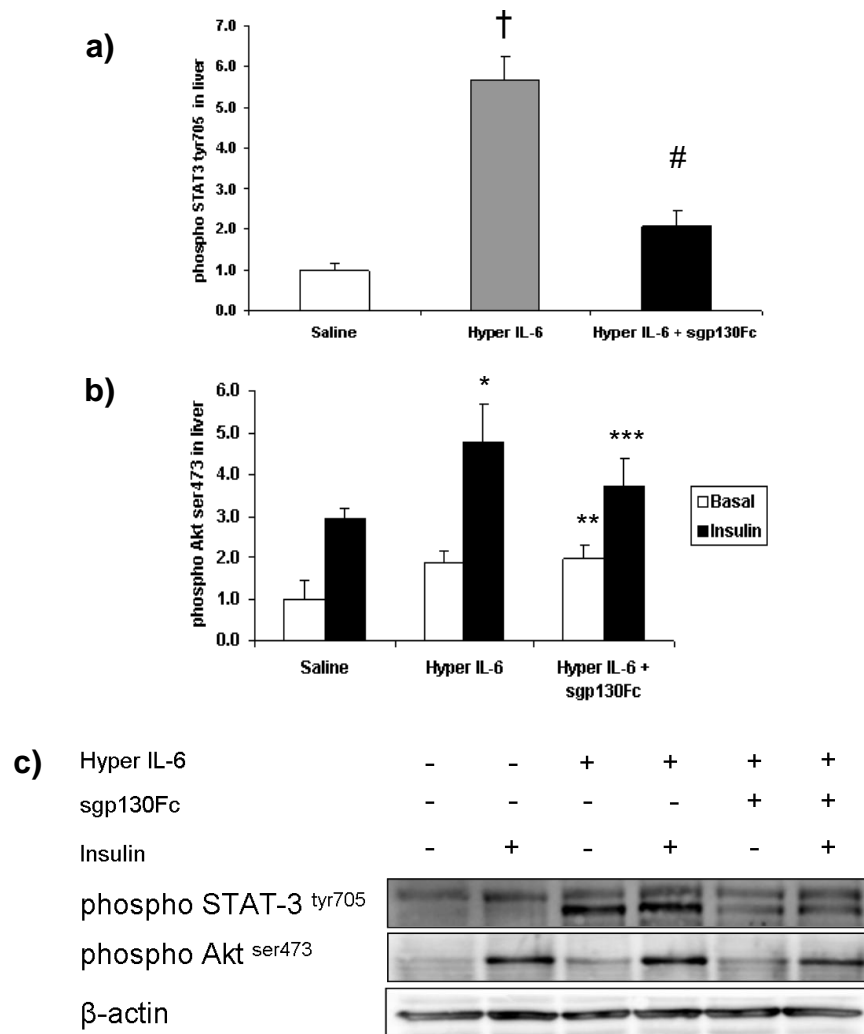 a)
phospho STAT3 tyr705 in liver
7.0
6.0
5.0
4.0
3.0
2.0
1.0
0.0
†
#
Saline
Hyper IL-6
Hyper IL-6 + sgp130Fc
b)
phospho Akt ser473 in liver
6.0
5.0
4.0
3.0
2.0
1.0
0.0
*
**
***
Basal
Insulin
Saline
Hyper IL-6
Hyper IL-6 +
sgp130Fc
c)
Hyper IL-6 - - + + + +
sgp130Fc - - - - + +
Insulin - + - + - +
phospho STAT-3 tyr705
phospho Akt ser473
β-actin